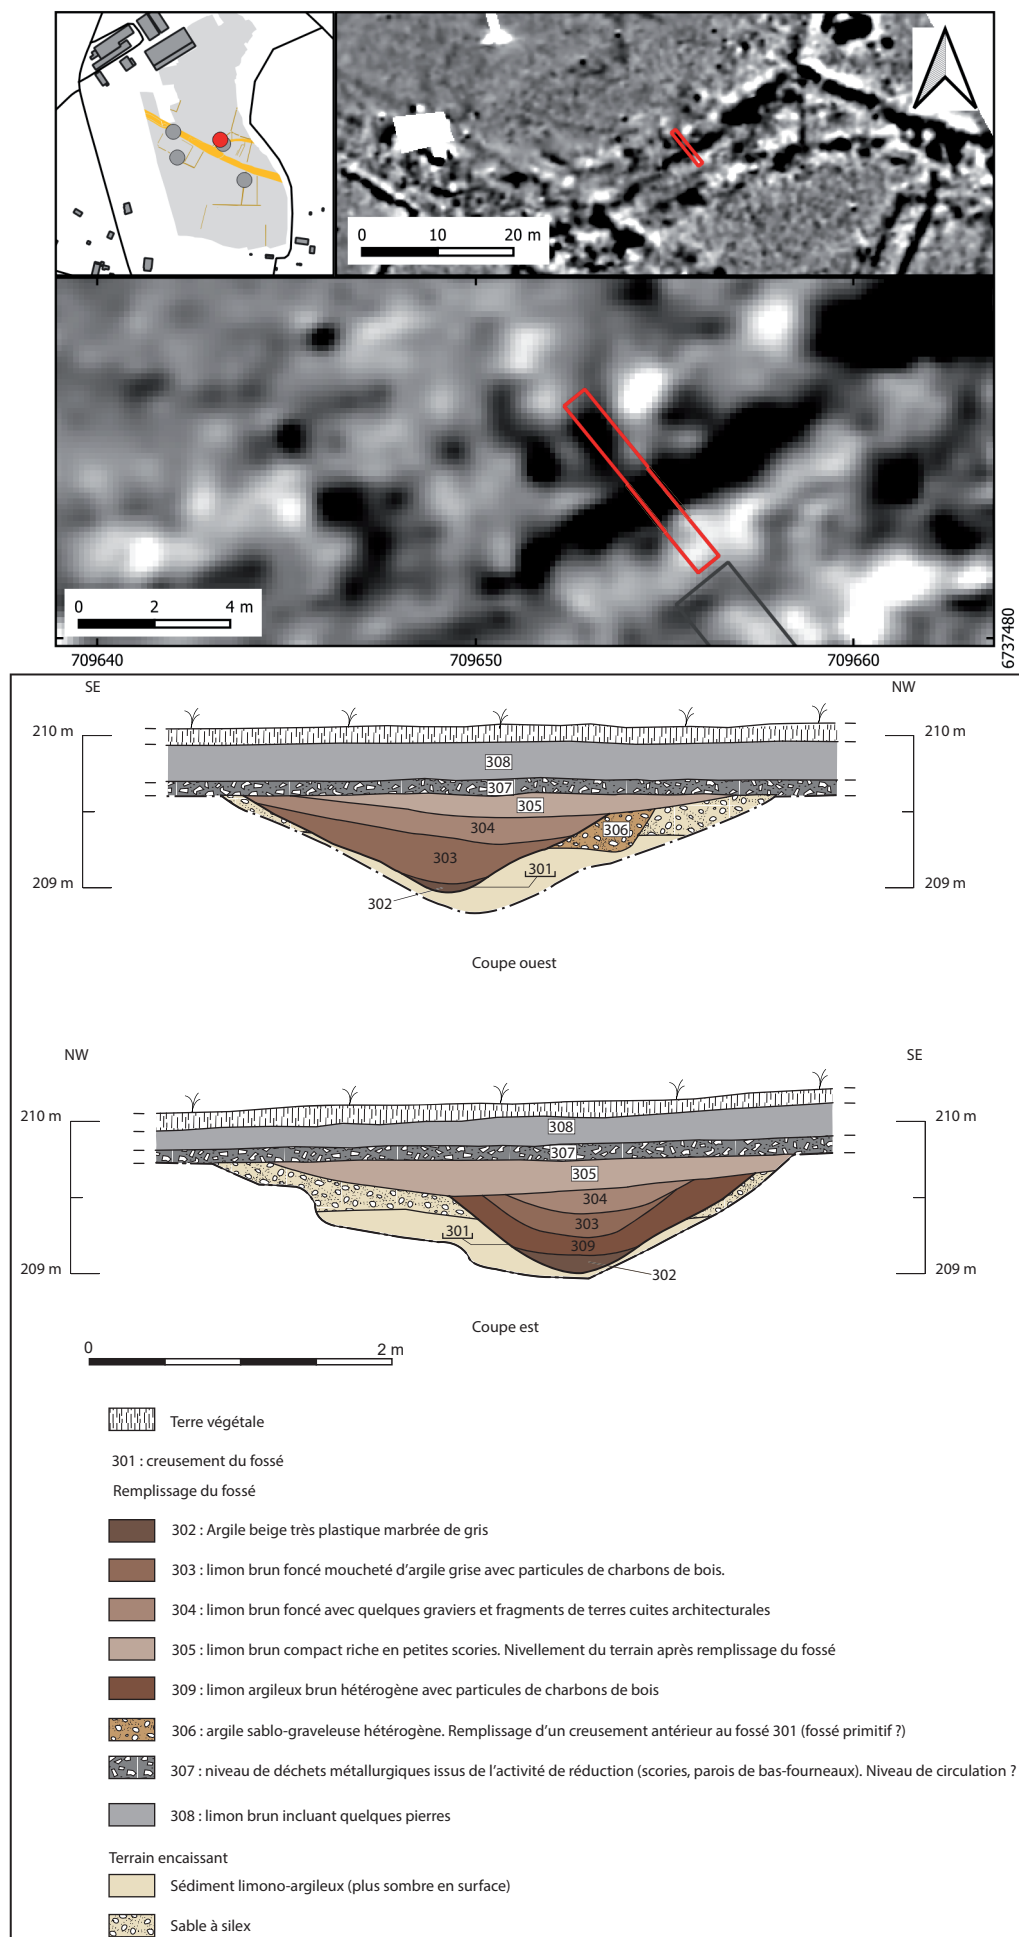 0 10 20 m
0 2 4 m
709640 709650 709660
6737480
SE NW
210 m 210 m
308
307
305
304
306
303
301
209 m 209 m
302
Coupe ouest
NW SE
210 m 210 m
308
307
305
304
303
301
309
209 m 209 m
302
Coupe est
0 2 m
Terre végétale
301 : creusement du fossé
Remplissage du fossé
302 : Argile beige très plastique marbrée de gris
303 : limon brun foncé moucheté d'argile grise avec particules de charbons de bois.
304 : limon brun foncé avec quelques graviers et fragments de terres cuites architecturales
305 : limon brun compact riche en petites scories. Nivellement du terrain après remplissage du fossé
309 : limon argileux brun hétérogène avec particules de charbons de bois
306 : argile sablo-graveleuse hétérogène. Remplissage d'un creusement antérieur au fossé 301 (fossé primitif ?)
307 : niveau de déchets métallurgiques issus de l'activité de réduction (scories, parois de bas-fourneaux). Niveau de circulation ?
308 : limon brun incluant quelques pierres
Terrain encaissant
Sédiment limono-argileux (plus sombre en surface)
Sable à silex